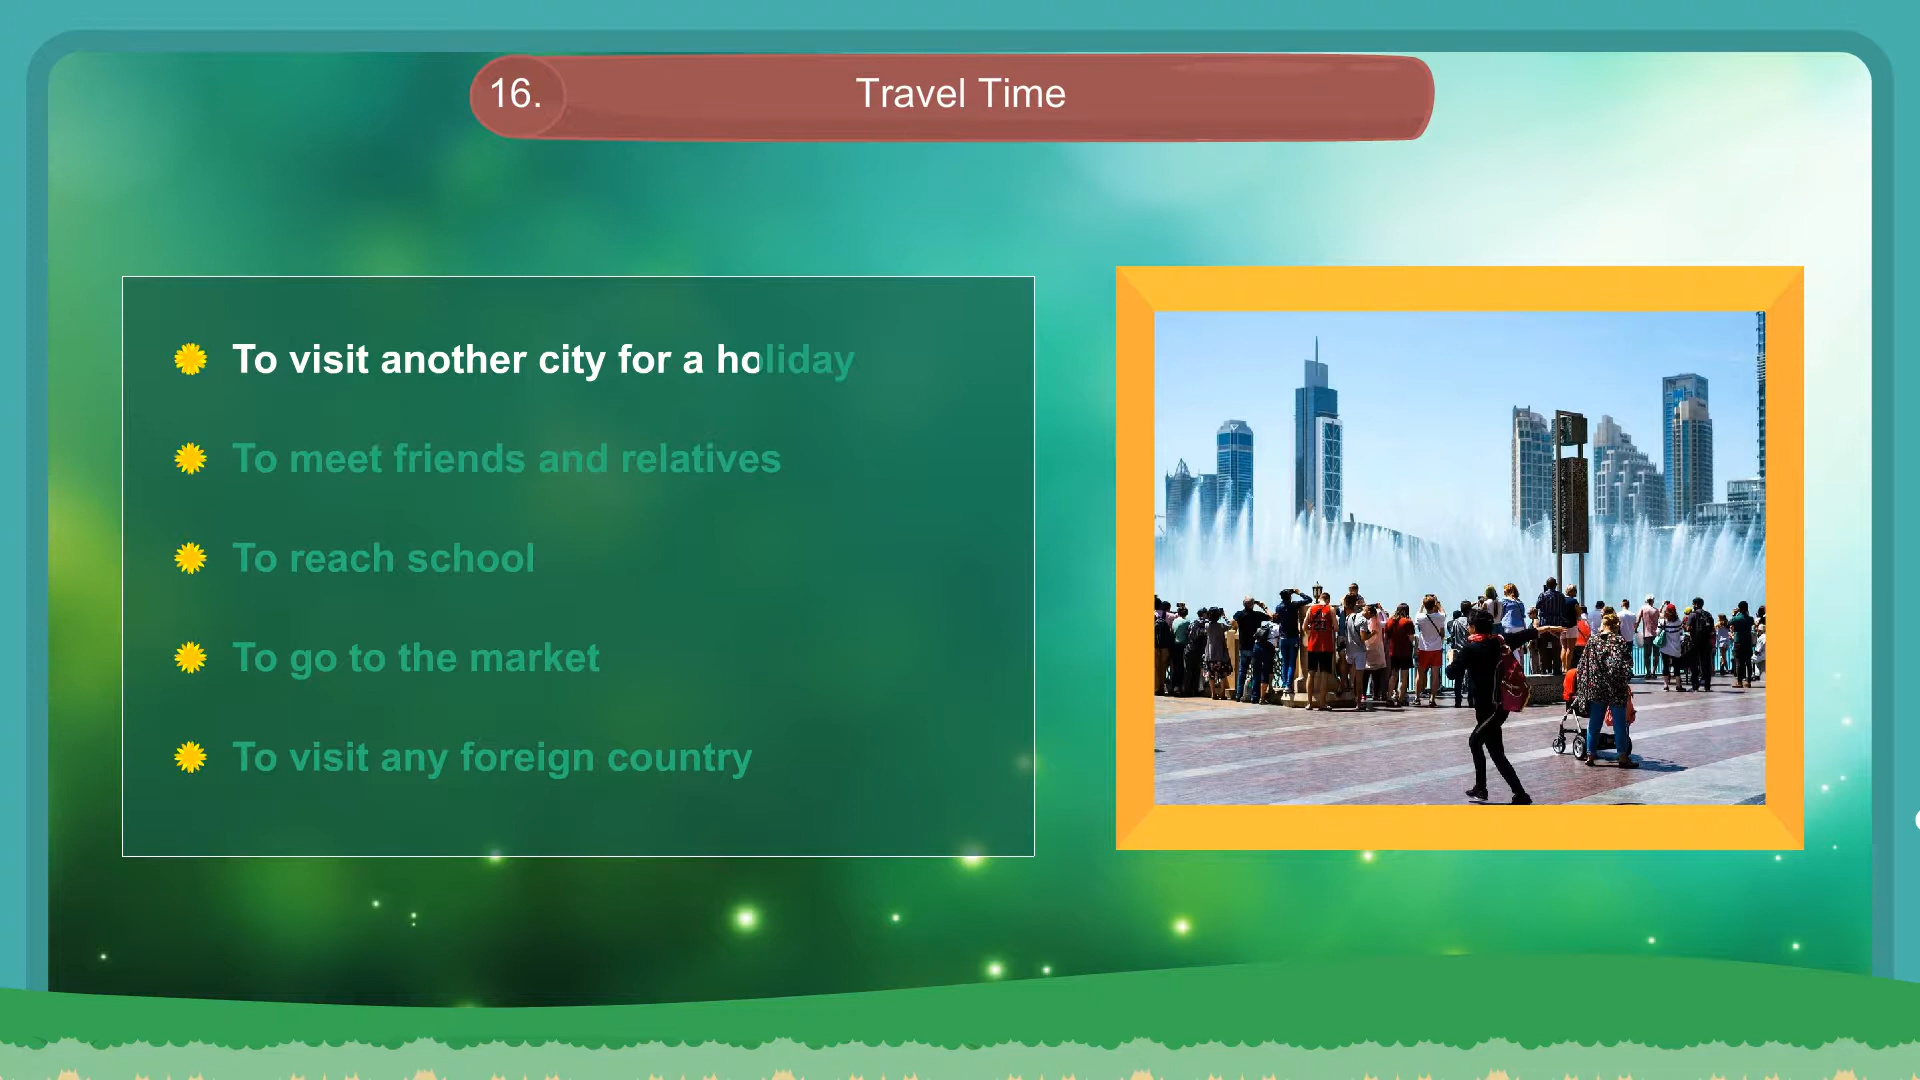 16.
Travel Time
To visit another city for a holiday
To meet friends and relatives
To reach school
To go to the market
To visit any foreign country